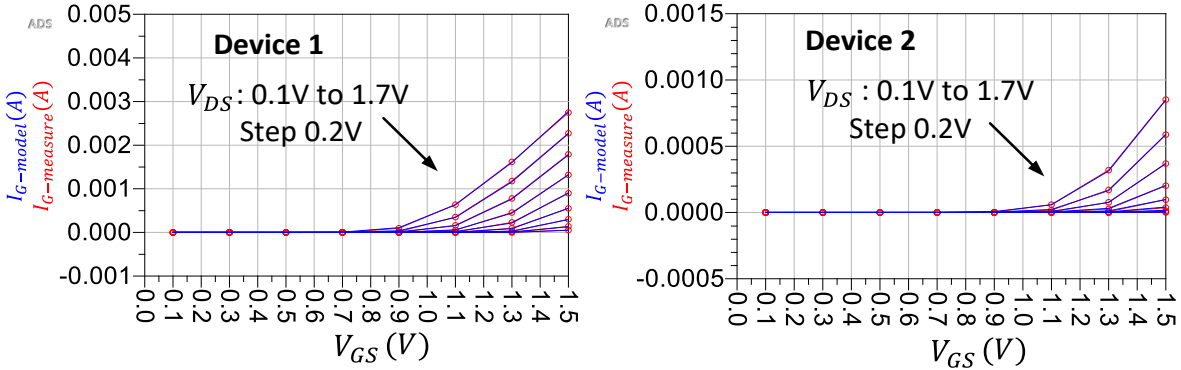 ADS
Device 1
V_DS: 0.1V to 1.7V
Step 0.2V
I_G−model(A)
I_G−measure(A)
0.005
0.004
0.003
0.002
0.001
0.000
-0.001
0.0 0.1 0.2 0.3 0.4 0.5 0.6 0.7 0.8 0.9 1.0 1.1 1.2 1.3 1.4 1.5
V_GS (V)
ADS
Device 2
V_DS: 0.1V to 1.7V
Step 0.2V
I_G−model(A)
I_G−measure(A)
0.0015
0.0010
0.0005
0.0000
-0.0005
0.0 0.1 0.2 0.3 0.4 0.5 0.6 0.7 0.8 0.9 1.0 1.1 1.2 1.3 1.4 1.5
V_GS (V)